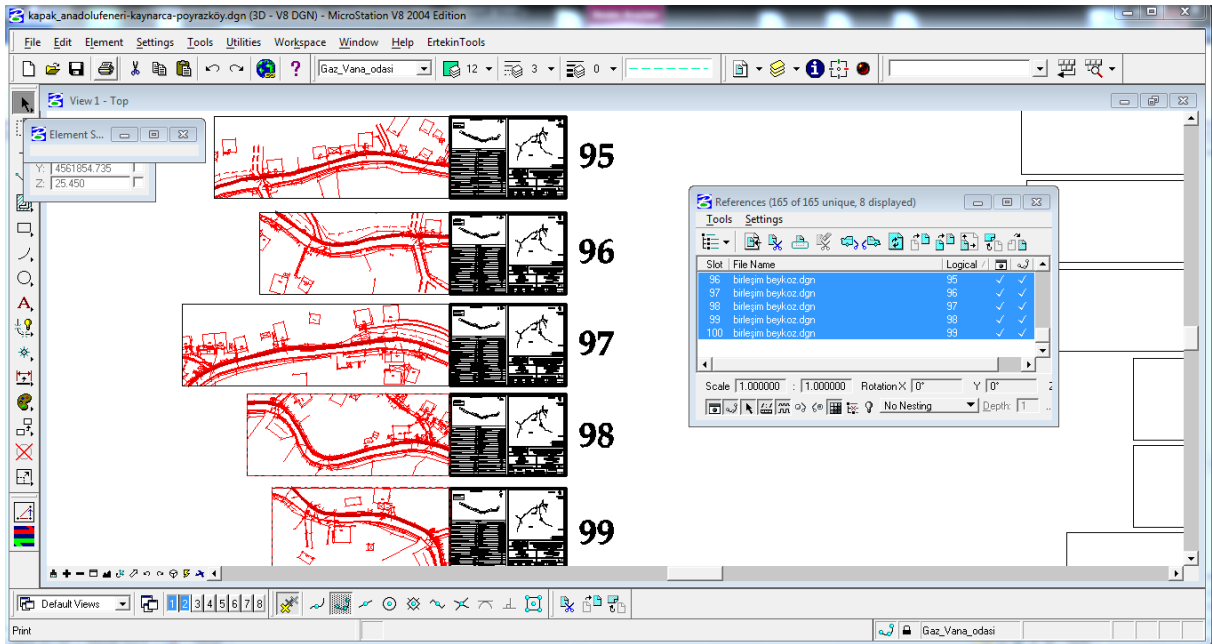 kapak_anadolufeneri-kaynarca-poyrazköy.dgn (3D - V8 DGN) - MicroStation V8 2004 Edition
File Edit Element Settings Tools Utilities Workspace Window Help ErtekinTools
Gaz_Vana_odasi 12 3 0
View 1 - Top
Element S...
Y: 4561854.735
Z: 25.450
95
96
97
98
99
References (165 of 165 unique, 8 displayed)
Tools Settings
Slot File Name Logical
96 birleşim beykoz.dgn 95
97 birleşim beykoz.dgn 96
98 birleşim beykoz.dgn 97
99 birleşim beykoz.dgn 98
100 birleşim beykoz.dgn 99
Scale 1.000000 : 1.000000 Rotation X 0° Y 0°
No Nesting Depth: 1
Default Views 1 2 3 4 5 6 7 8
Print Gaz_Vana_odasi